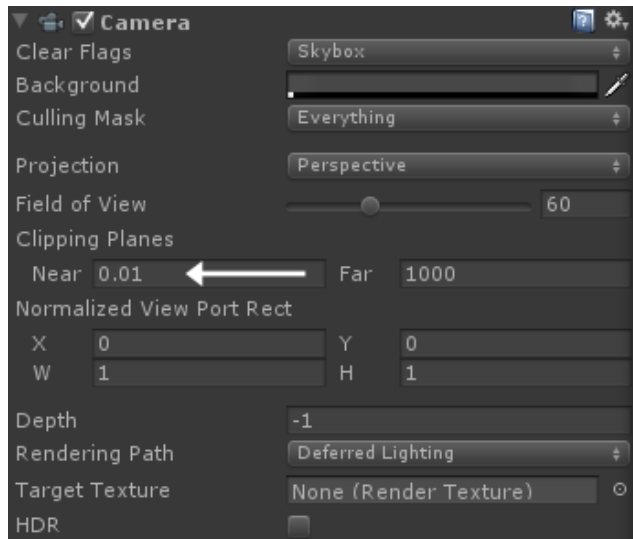 Camera
Clear Flags Skybox
Background
Culling Mask Everything
Projection Perspective
Field of View 60
Clipping Planes
Near 0.01 Far 1000
Normalized View Port Rect
X 0 Y 0
W 1 H 1
Depth -1
Rendering Path Deferred Lighting
Target Texture None (Render Texture)
HDR